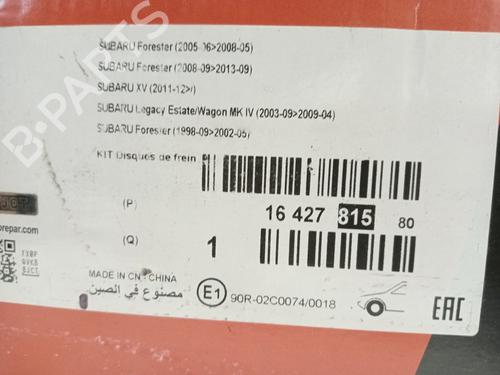 SUBARU Forester (2005-06>2008-05)
SUBARU Forester (2008-09>2013-09)
SUBARU XV (2011-12>/)
SUBARU Legacy Estate/Wagon MK IV (2003-09>2009-04)
SUBARU Forester (1998-09>2002-05)
KIT Disques de frein
(P)
16 427 815 80
(Q)
1
repar.com
MADE IN CN - CHINA
مصنوع في الصين
E1
90R-02C0074/0018
EAC
B-PARTS